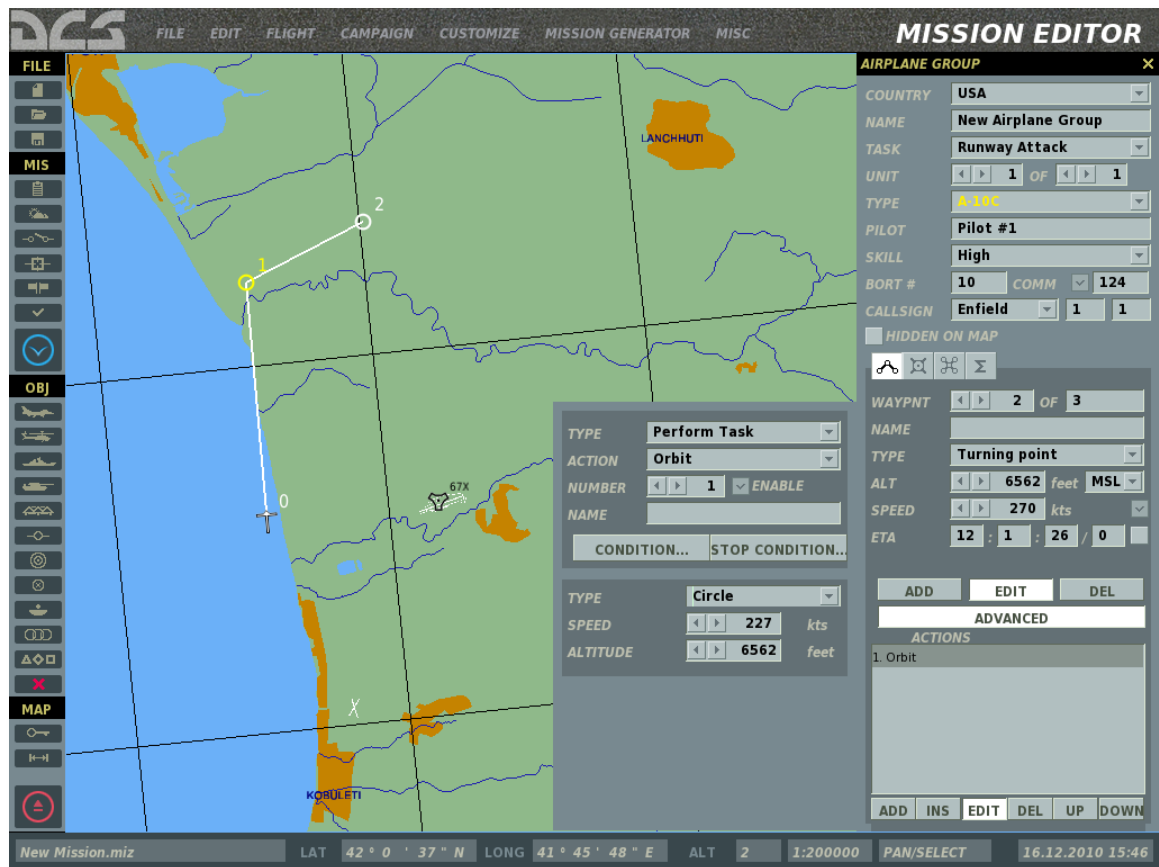 DCS FILE EDIT FLIGHT CAMPAIGN CUSTOMIZE MISSION GENERATOR MISC MISSION EDITOR
FILE
MIS
OBJ
MAP
LANCHHUTI
2
1
0
67X
X
KOBULETI
TYPE Perform Task
ACTION Orbit
NUMBER 1 ENABLE
NAME
CONDITION... STOP CONDITION...
TYPE Circle
SPEED 227 kts
ALTITUDE 6562 feet
AIRPLANE GROUP X
COUNTRY USA
NAME New Airplane Group
TASK Runway Attack
UNIT 1 OF 1
TYPE A-10C
PILOT Pilot #1
SKILL High
BORT # 10 COMM 124
CALLSIGN Enfield 1 1
HIDDEN ON MAP
Σ
WAYPNT 2 OF 3
NAME
TYPE Turning point
ALT 6562 feet MSL
SPEED 270 kts
ETA 12 : 1 : 26 / 0
ADD EDIT DEL
ADVANCED
ACTIONS
1. Orbit
ADD INS EDIT DEL UP DOWN
New Mission.miz LAT 42 ° 0 ' 37 " N LONG 41 ° 45 ' 48 " E ALT 2 1:200000 PAN/SELECT 16.12.2010 15:46